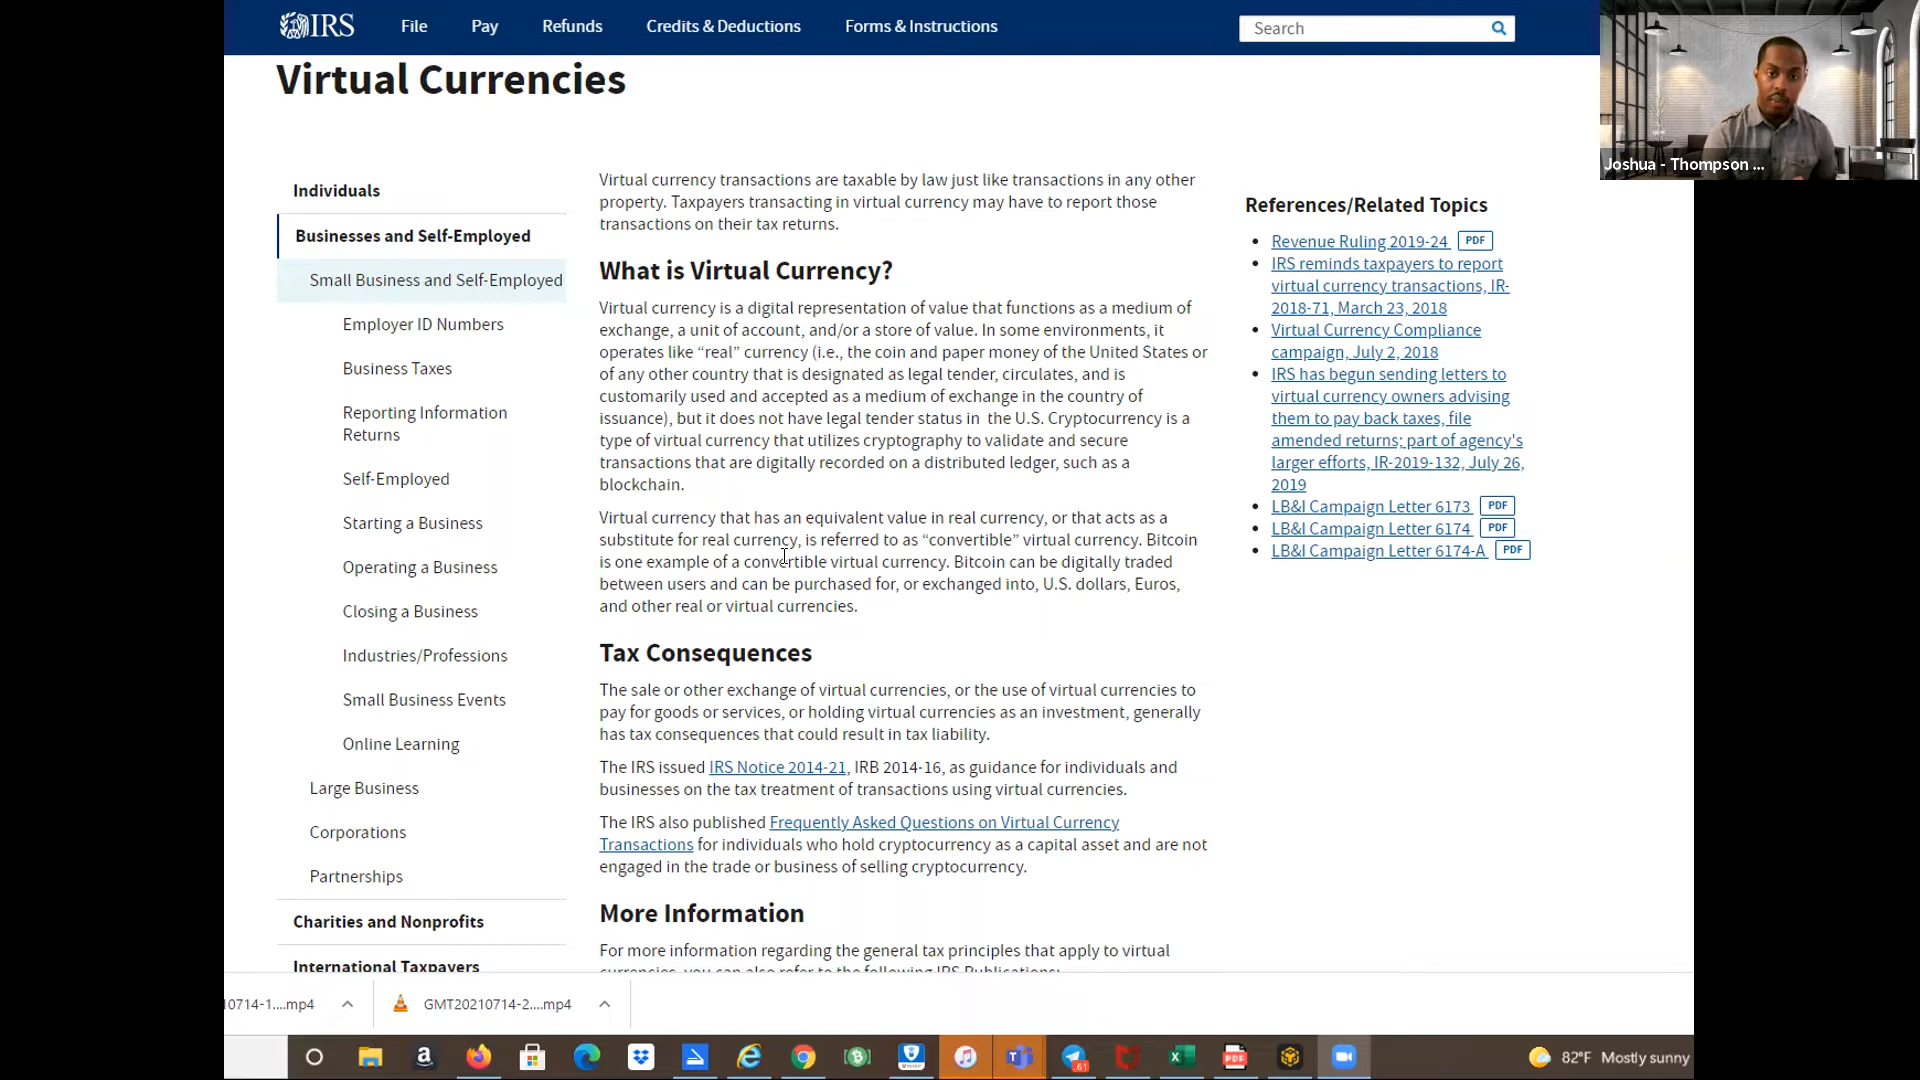 IRS
File
Pay
Refunds
Credits & Deductions
Forms & Instructions
Search
Virtual Currencies
Joshua - Thompson ...
Individuals
Businesses and Self-Employed
Small Business and Self-Employed
Employer ID Numbers
Business Taxes
Reporting Information
Returns
Self-Employed
Starting a Business
Operating a Business
Closing a Business
Industries/Professions
Small Business Events
Online Learning
Large Business
Corporations
Partnerships
Charities and Nonprofits
International Taxpayers
Virtual currency transactions are taxable by law just like transactions in any other
property. Taxpayers transacting in virtual currency may have to report those
transactions on their tax returns.
What is Virtual Currency?
Virtual currency is a digital representation of value that functions as a medium of
exchange, a unit of account, and/or a store of value. In some environments, it
operates like “real” currency (i.e., the coin and paper money of the United States or
of any other country that is designated as legal tender, circulates, and is
customarily used and accepted as a medium of exchange in the country of
issuance), but it does not have legal tender status in the U.S. Cryptocurrency is a
type of virtual currency that utilizes cryptography to validate and secure
transactions that are digitally recorded on a distributed ledger, such as a
blockchain.
Virtual currency that has an equivalent value in real currency, or that acts as a
substitute for real currency, is referred to as “convertible” virtual currency. Bitcoin
is one example of a convertible virtual currency. Bitcoin can be digitally traded
between users and can be purchased for, or exchanged into, U.S. dollars, Euros,
and other real or virtual currencies.
Tax Consequences
The sale or other exchange of virtual currencies, or the use of virtual currencies to
pay for goods or services, or holding virtual currencies as an investment, generally
has tax consequences that could result in tax liability.
The IRS issued IRS Notice 2014-21, IRB 2014-16, as guidance for individuals and
businesses on the tax treatment of transactions using virtual currencies.
The IRS also published Frequently Asked Questions on Virtual Currency
Transactions for individuals who hold cryptocurrency as a capital asset and are not
engaged in the trade or business of selling cryptocurrency.
More Information
For more information regarding the general tax principles that apply to virtual
currencies, you can also refer to the following IRS Publications:
References/Related Topics
Revenue Ruling 2019-24 PDF
IRS reminds taxpayers to report
virtual currency transactions, IR-
2018-71, March 23, 2018
Virtual Currency Compliance
campaign, July 2, 2018
IRS has begun sending letters to
virtual currency owners advising
them to pay back taxes, file
amended returns; part of agency's
larger efforts, IR-2019-132, July 26,
2019
LB&I Campaign Letter 6173 PDF
LB&I Campaign Letter 6174 PDF
LB&I Campaign Letter 6174-A PDF
10714-1....mp4
GMT20210714-2....mp4
61
PDF
82°F Mostly sunny